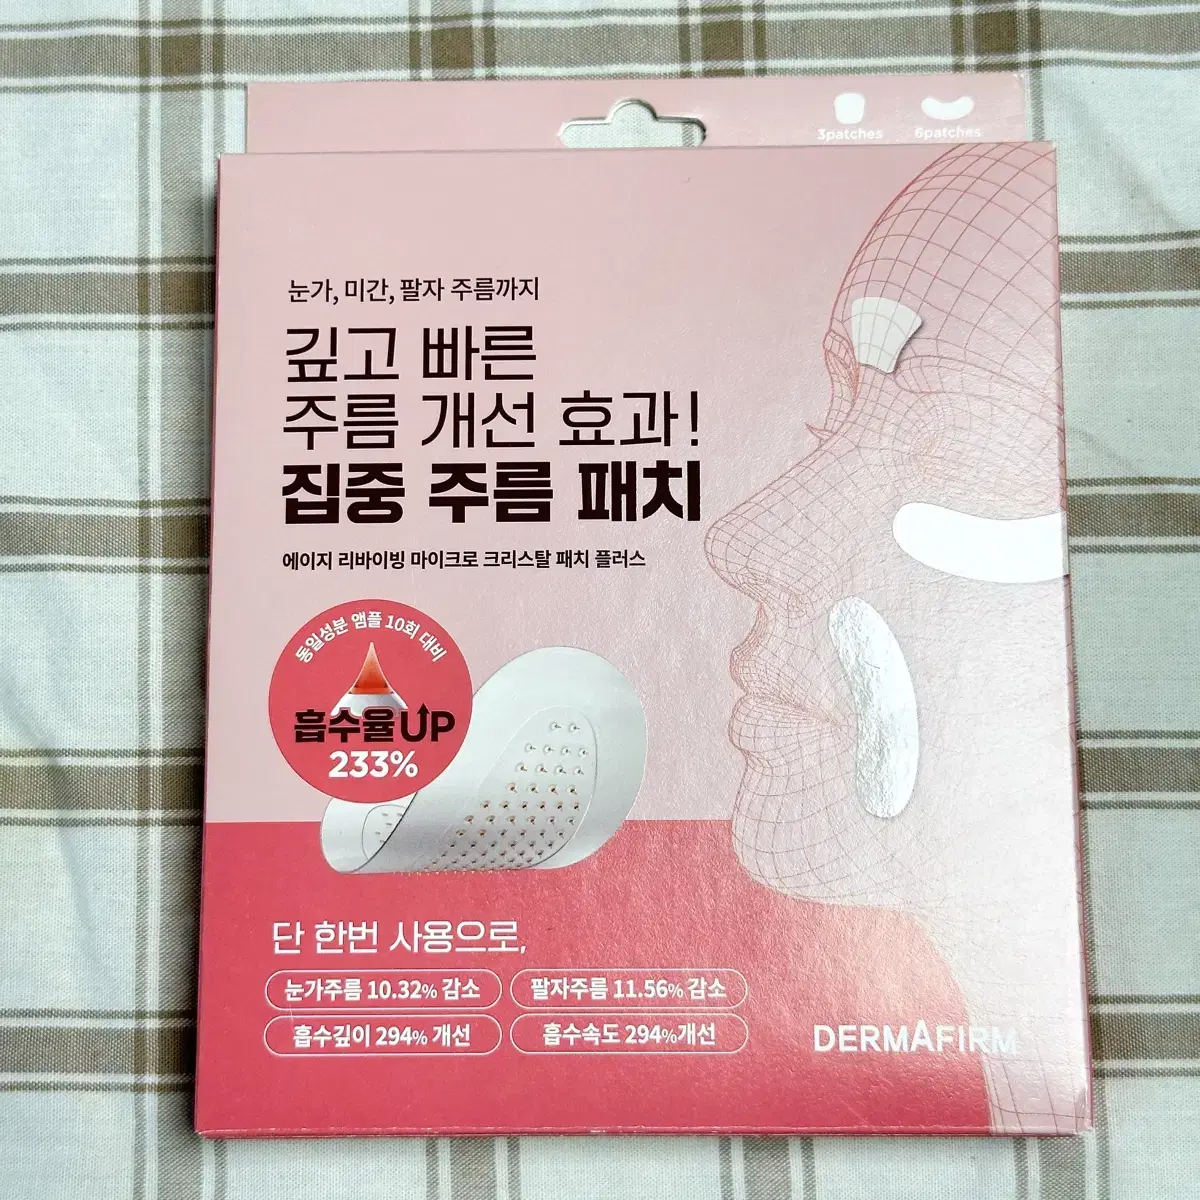 3patches
6patches
눈가, 미간, 팔자 주름까지
깊고 빠른
주름 개선 효과!
집중 주름 패치
에이지 리바이빙 마이크로 크리스탈 패치 플러스
동일성분 앰플 10회 대비
흡수율 UP
233%
단 한번 사용으로,
눈가주름 10.32% 감소
팔자주름 11.56% 감소
흡수깊이 294% 개선
흡수속도 294%개선
DERMAFIRM